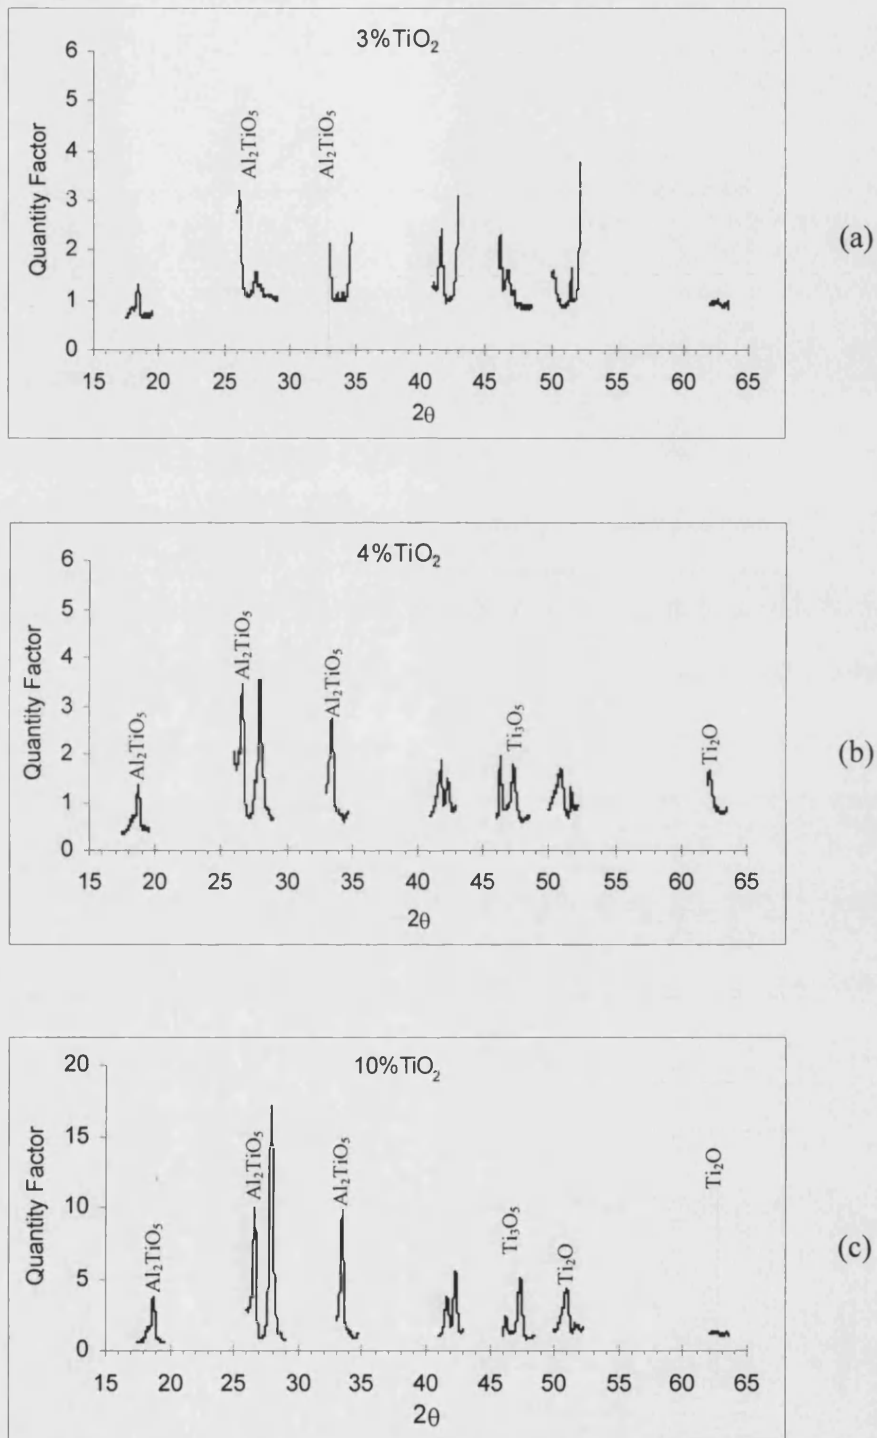 3%TiO₂
6
5
4
3
2
1
0
Quantity Factor
Al₂TiO₅
Al₂TiO₅
15 20 25 30 35 40 45 50 55 60 65
2θ
(a)
4%TiO₂
6
5
4
3
2
1
0
Quantity Factor
Al₂TiO₅
Al₂TiO₅
Al₂TiO₅
Ti₃O₅
Ti₂O
15 20 25 30 35 40 45 50 55 60 65
2θ
(b)
10%TiO₂
20
15
10
5
0
Quantity Factor
Al₂TiO₅
Al₂TiO₅
Al₂TiO₅
Ti₃O₅
Ti₂O
Ti₂O
15 20 25 30 35 40 45 50 55 60 65
2θ
(c)